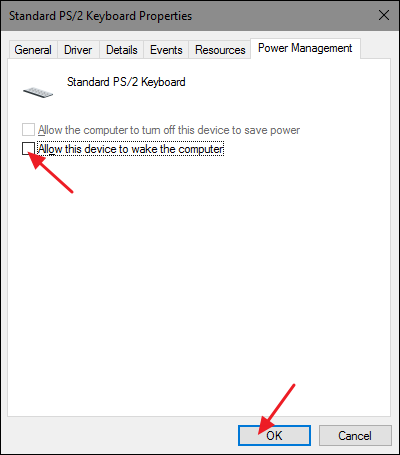 Standard PS/2 Keyboard Properties
General Driver Details Events Resources Power Management
Standard PS/2 Keyboard
Allow the computer to turn off this device to save power
Allow this device to wake the computer
OK Cancel